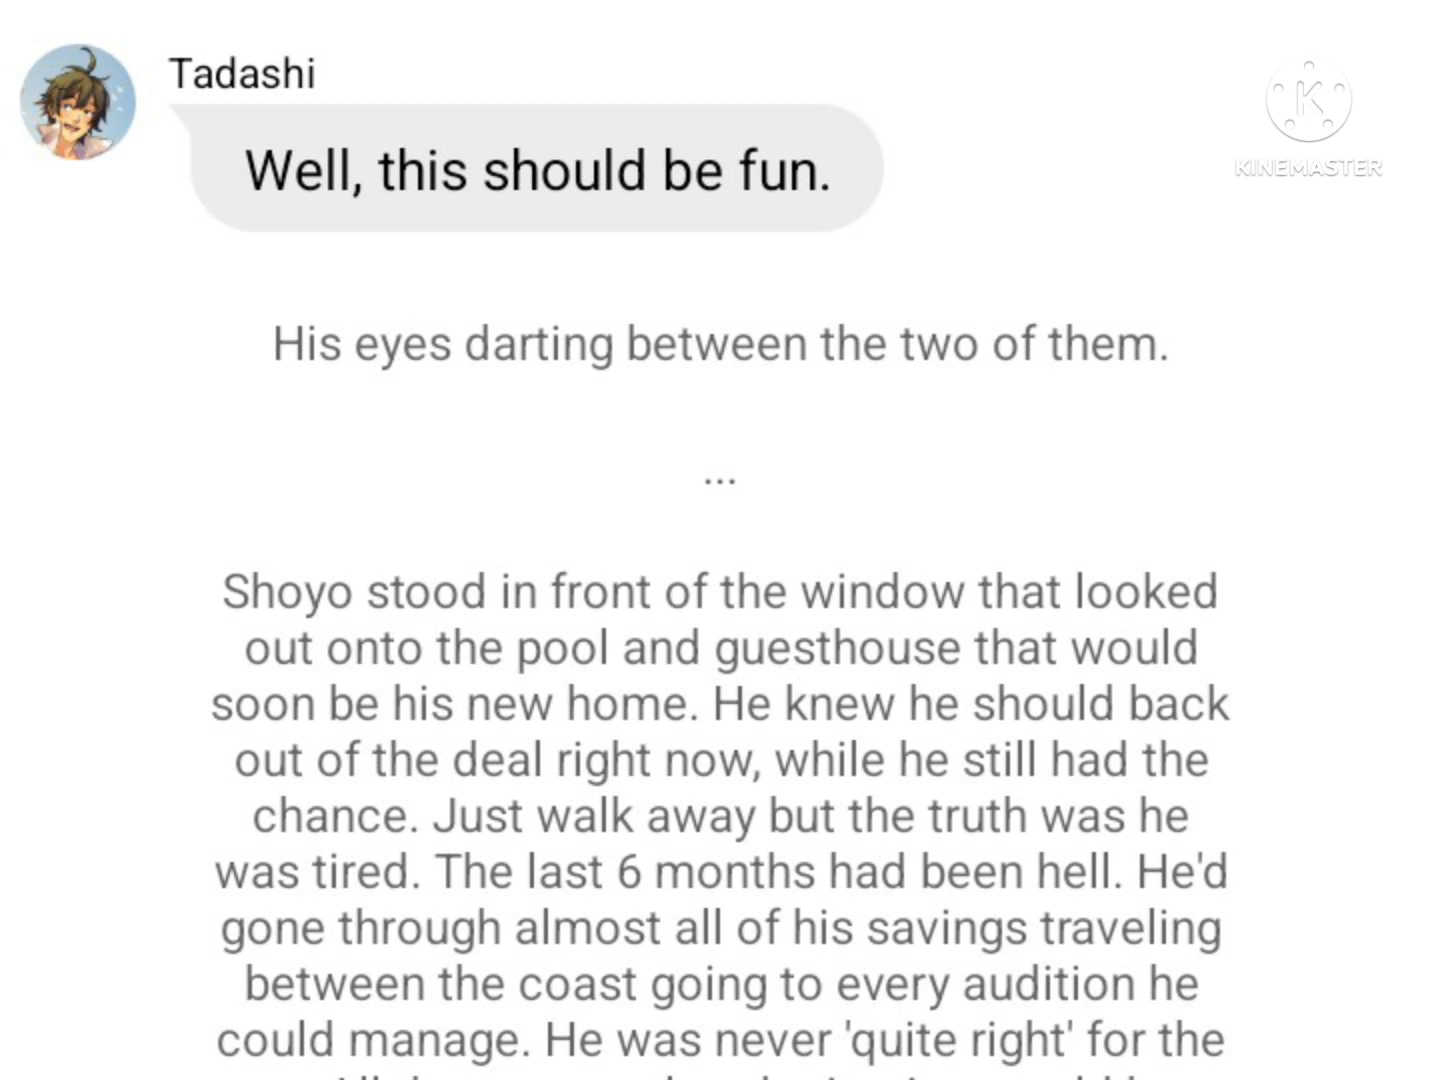 Tadashi
KINEMASTER
Well, this should be fun.
His eyes darting between the two of them.
...
Shoyo stood in front of the window that looked
out onto the pool and guesthouse that would
soon be his new home. He knew he should back
out of the deal right now, while he still had the
chance. Just walk away but the truth was he
was tired. The last 6 months had been hell. He'd
gone through almost all of his savings traveling
between the coast going to every audition he
could manage. He was never 'quite right' for the